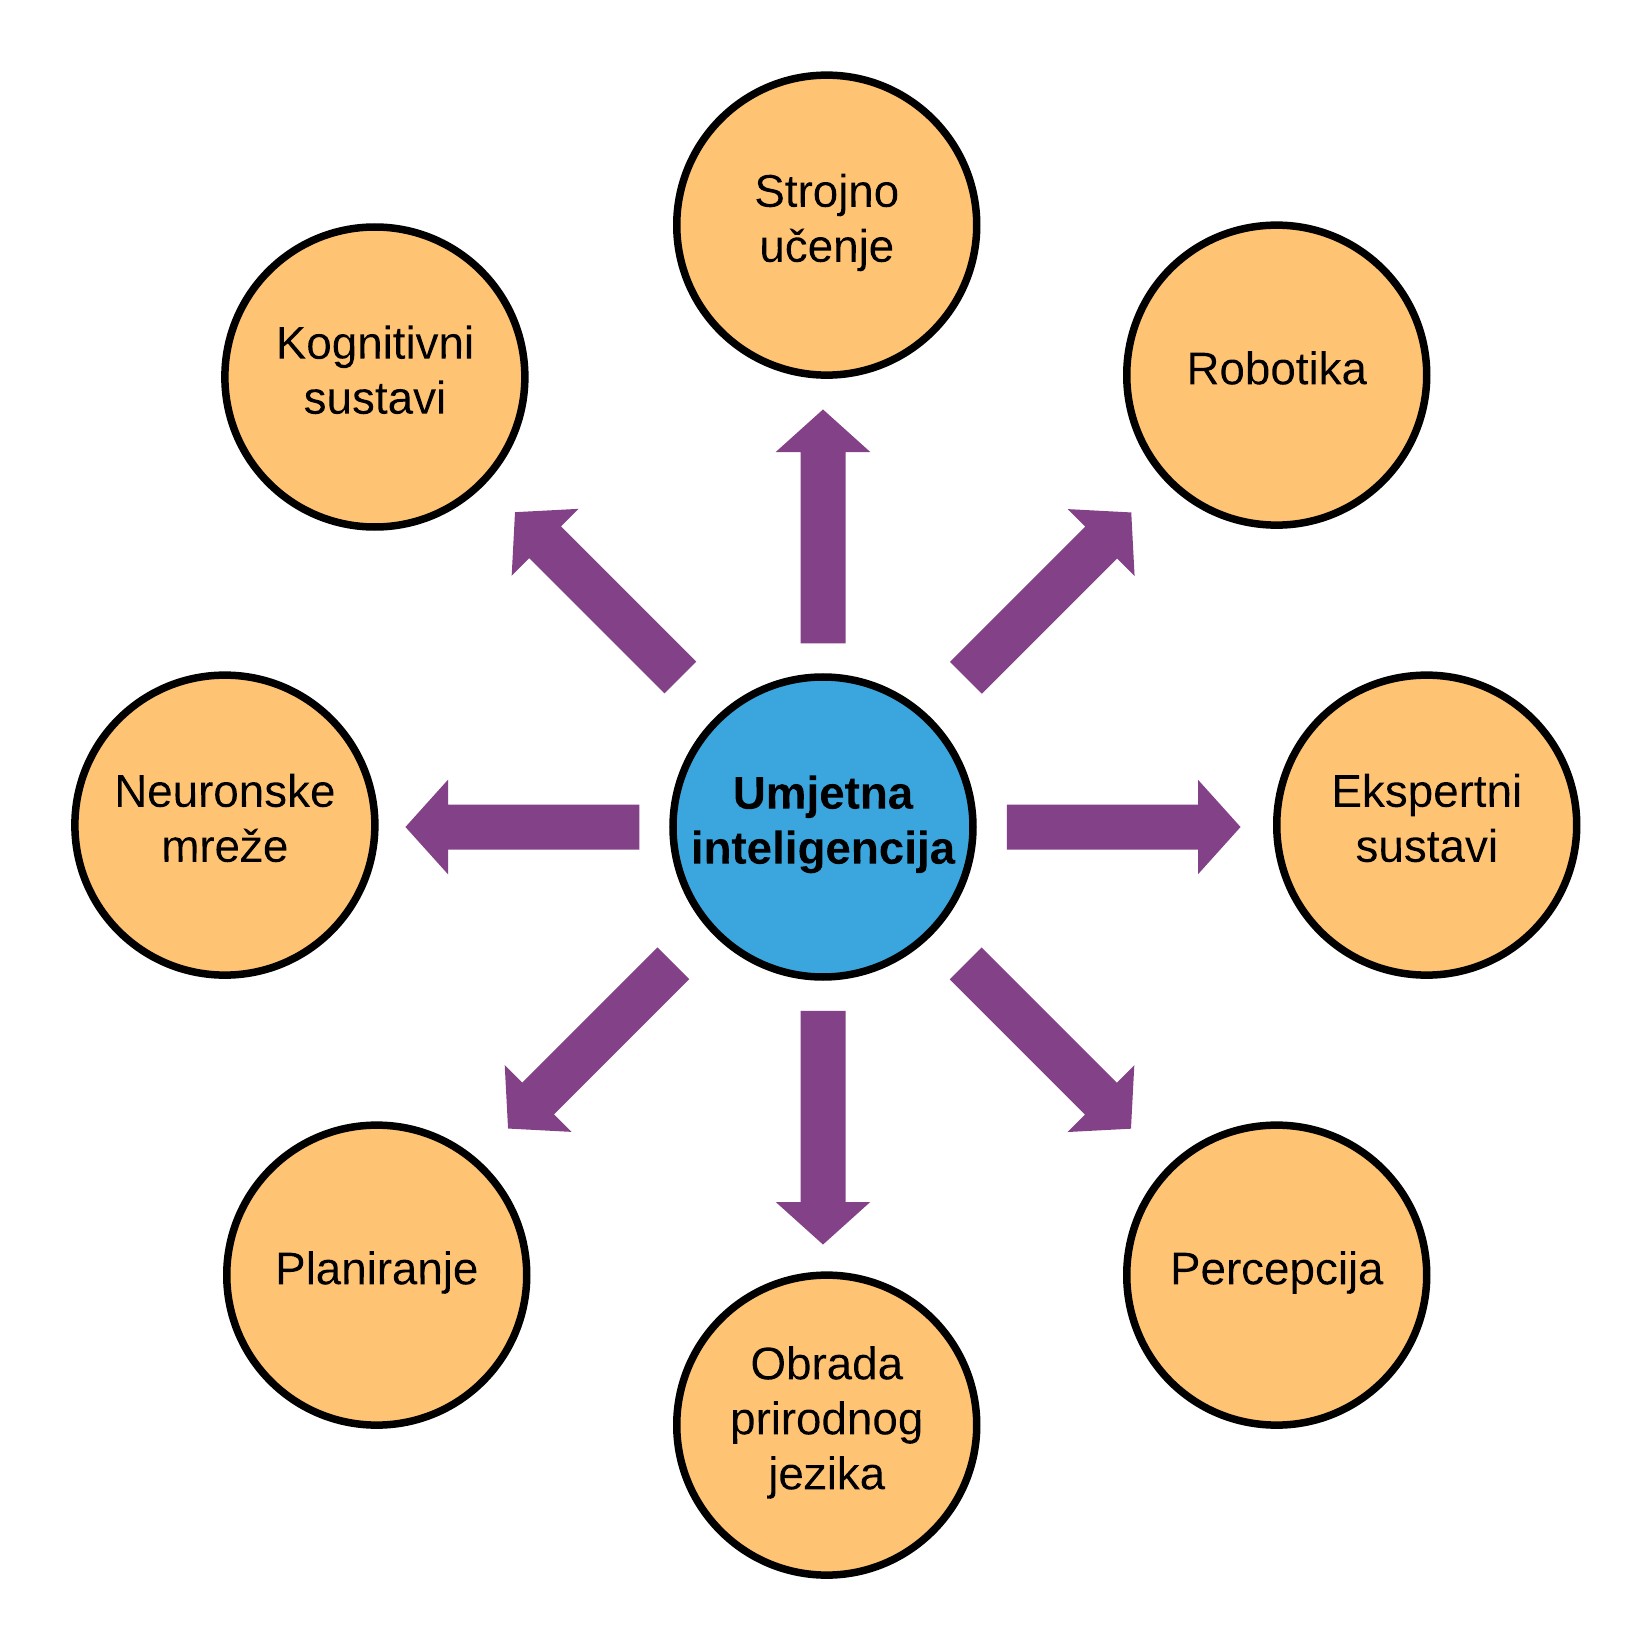 Strojno
učenje
Kognitivni
sustavi
Robotika
Neuronske
mreže
Umjetna
inteligencija
Ekspertni
sustavi
Planiranje
Percepcija
Obrada
prirodnog
jezika